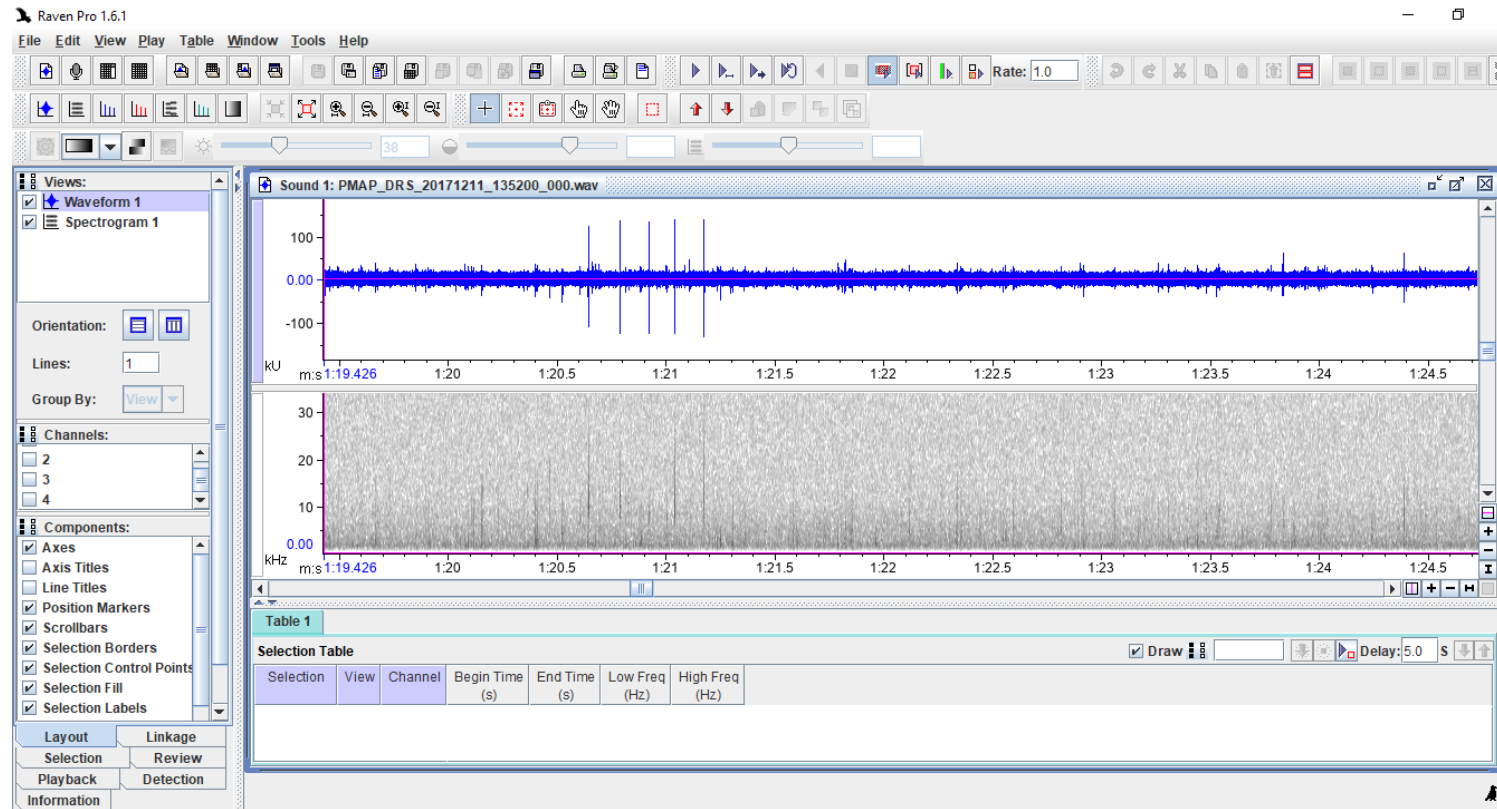 Raven Pro 1.6.1
File Edit View Play Table Window Tools Help
Rate: 1.0
38
Views:
Waveform 1
Spectrogram 1
Orientation:
Lines: 1
Group By: View
Channels:
2
3
4
Components:
Axes
Axis Titles
Line Titles
Position Markers
Scrollbars
Selection Borders
Selection Control Points
Selection Fill
Selection Labels
Layout Linkage
Selection Review
Playback Detection
Information
Sound 1: PMAP_DRS_20171211_135200_000.wav
100
0.00
-100
kU
m:s 1:19.426 1:20 1:20.5 1:21 1:21.5 1:22 1:22.5 1:23 1:23.5 1:24 1:24.5
30
20
10
0.00
kHz
m:s 1:19.426 1:20 1:20.5 1:21 1:21.5 1:22 1:22.5 1:23 1:23.5 1:24 1:24.5
Table 1
Selection Table Draw Delay: 5.0 S
Selection View Channel Begin Time End Time Low Freq High Freq
(s) (s) (Hz) (Hz)